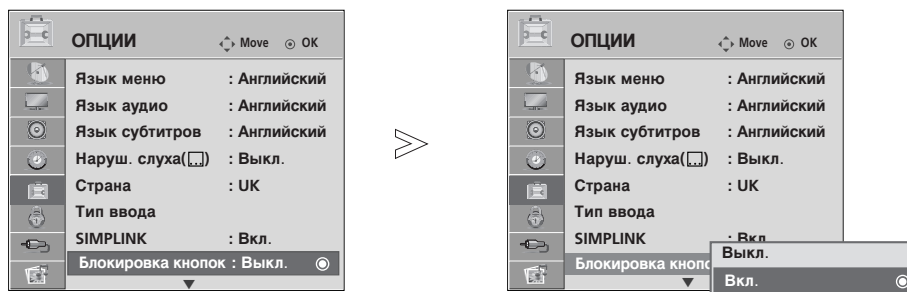 ОПЦИИ Move OK
Язык меню : Английский
Язык аудио : Английский
Язык субтитров : Английский
Наруш. слуха( ) : Выкл.
Страна : UK
Тип ввода
SIMPLINK : Вкл.
Блокировка кнопок : Выкл.
ОПЦИИ Move OK
Язык меню : Английский
Язык аудио : Английский
Язык субтитров : Английский
Наруш. слуха( ) : Выкл.
Страна : UK
Тип ввода
SIMPLINK : Вкл
Блокировка кнопо
Выкл.
Вкл.